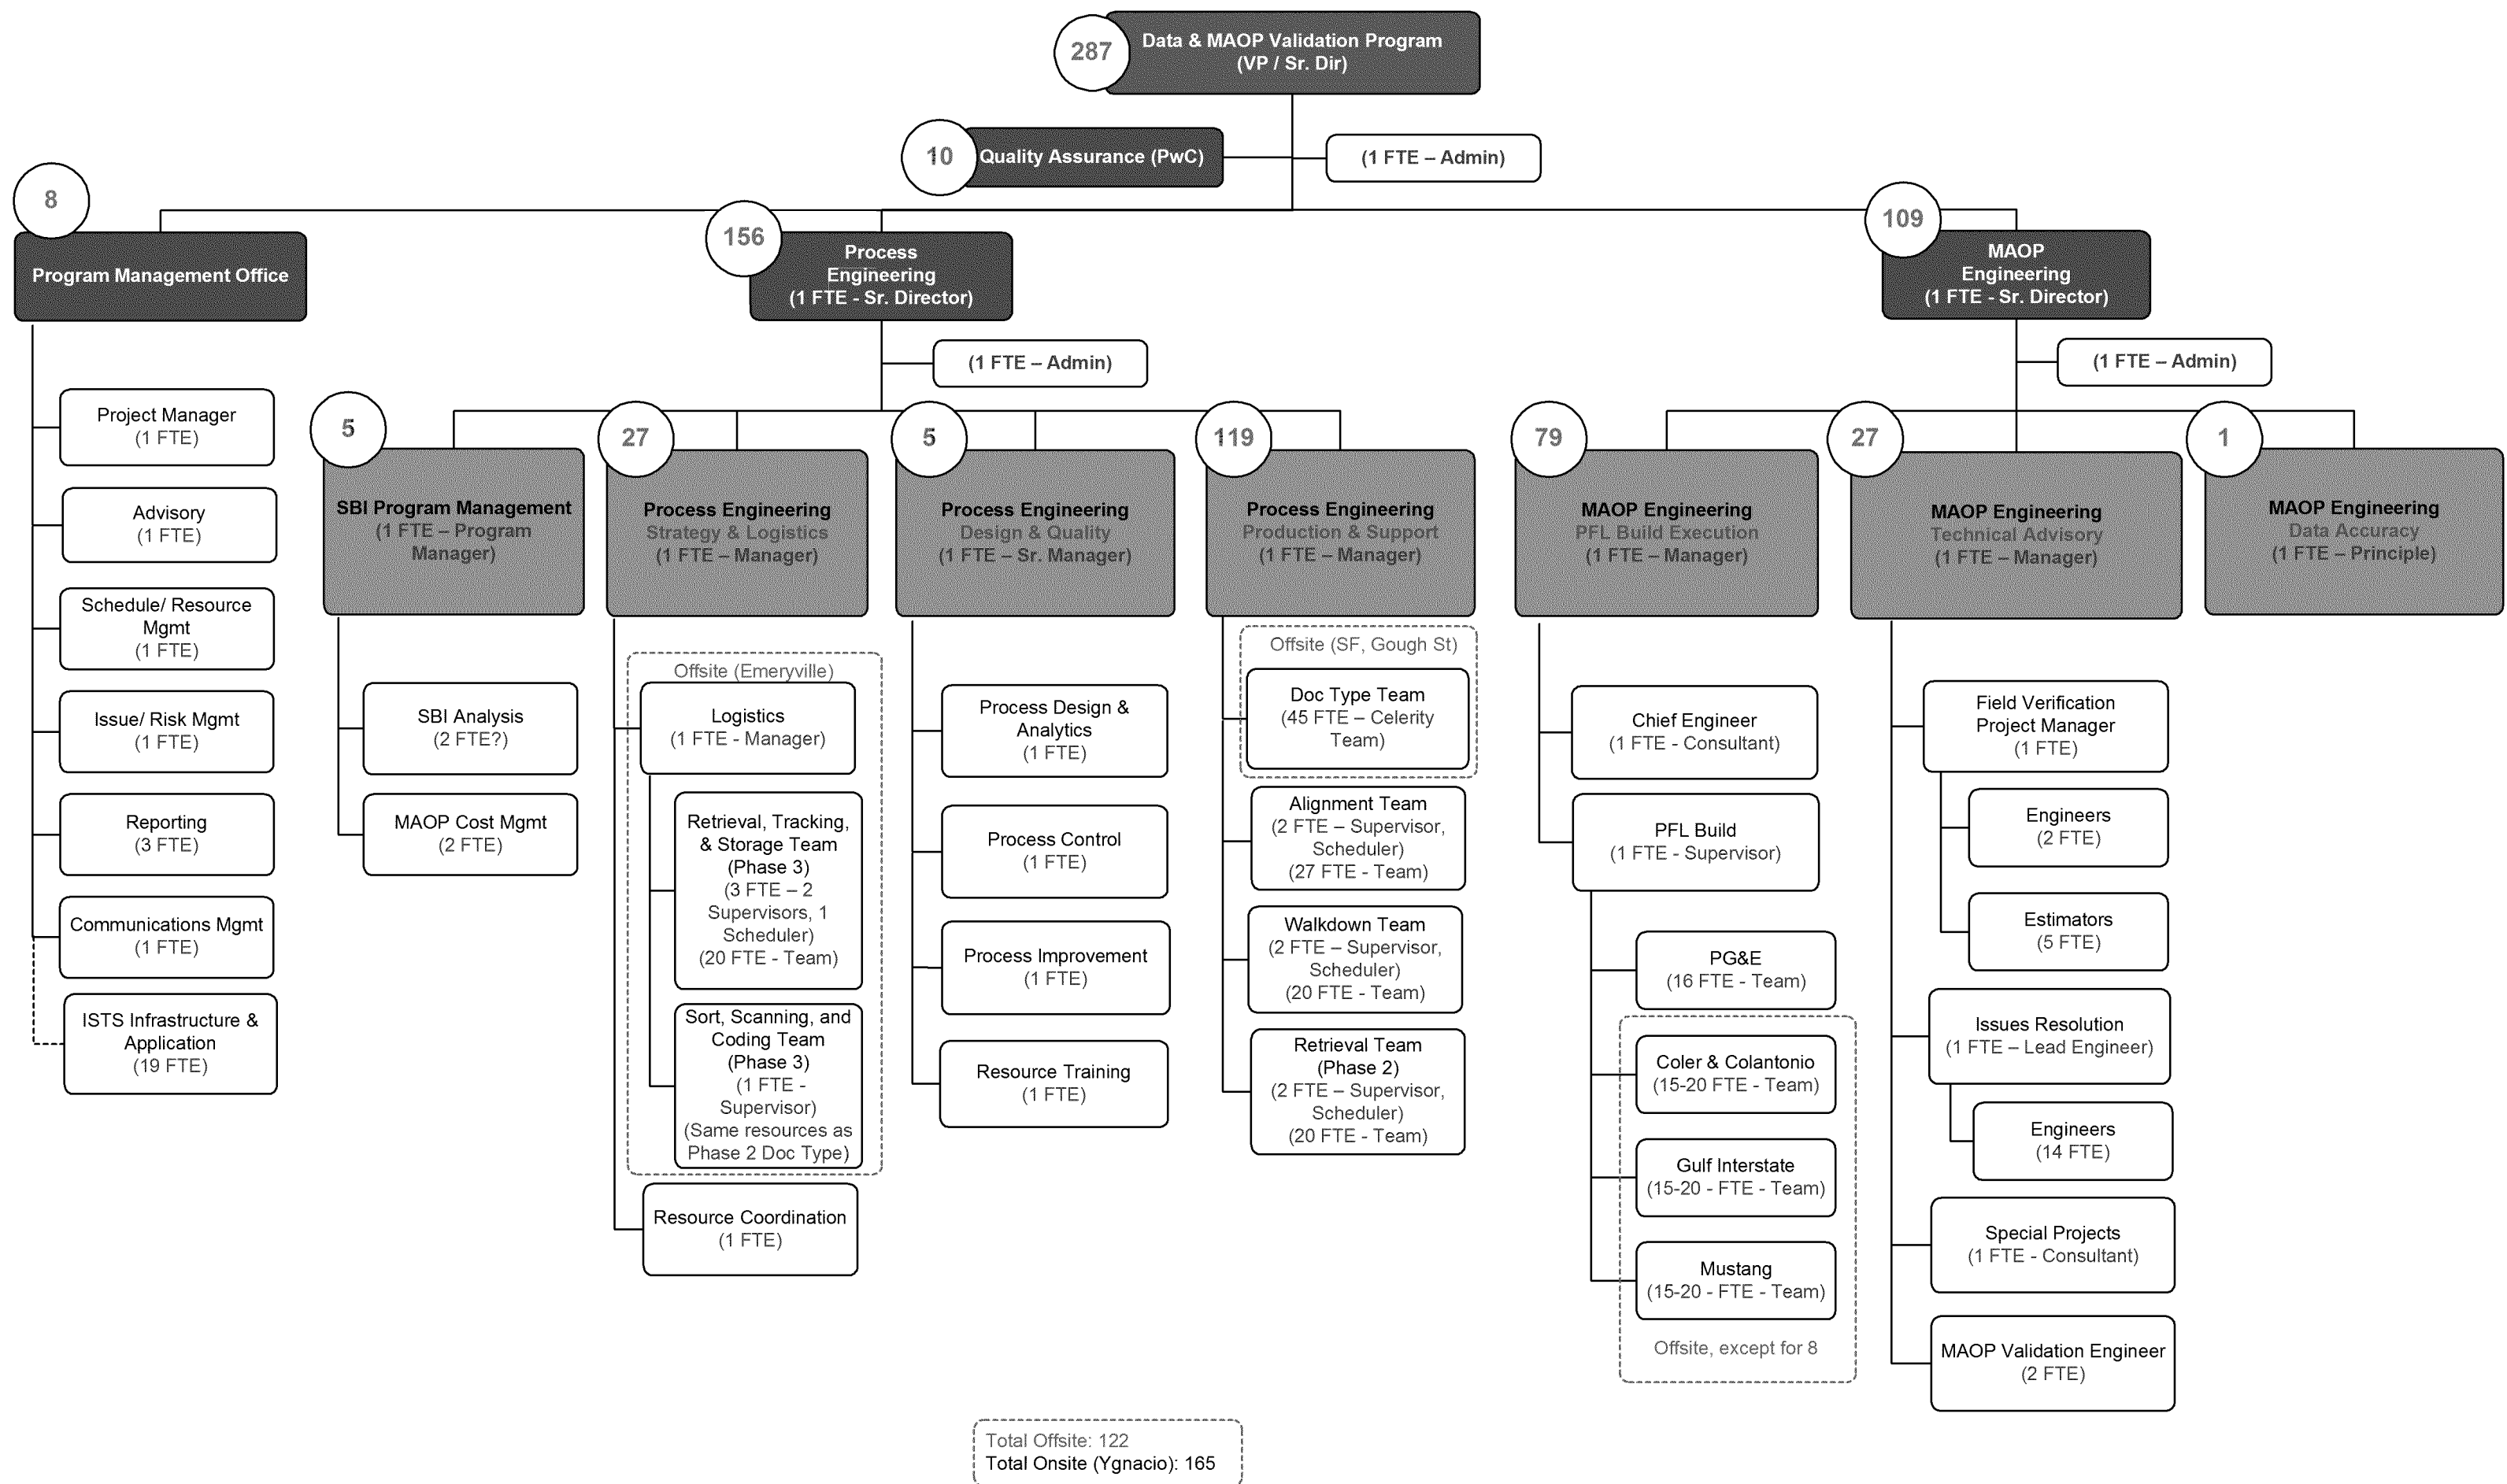 287
Data & MAOP Validation Program
(VP / Sr. Dir)
10
Quality Assurance (PwC)
(1 FTE – Admin)
8
Program Management Office
156
Process
Engineering
(1 FTE - Sr. Director)
109
MAOP
Engineering
(1 FTE - Sr. Director)
(1 FTE – Admin)
(1 FTE – Admin)
Project Manager
(1 FTE)
Advisory
(1 FTE)
Schedule/ Resource
Mgmt
(1 FTE)
Issue/ Risk Mgmt
(1 FTE)
Reporting
(3 FTE)
Communications Mgmt
(1 FTE)
ISTS Infrastructure &
Application
(19 FTE)
5
SBI Program Management
(1 FTE – Program
Manager)
SBI Analysis
(2 FTE?)
MAOP Cost Mgmt
(2 FTE)
27
Process Engineering
Strategy & Logistics
(1 FTE – Manager)
Offsite (Emeryville)
Logistics
(1 FTE - Manager)
Retrieval, Tracking,
& Storage Team
(Phase 3)
(3 FTE – 2
Supervisors, 1
Scheduler)
(20 FTE - Team)
Sort, Scanning, and
Coding Team
(Phase 3)
(1 FTE -
Supervisor)
(Same resources as
Phase 2 Doc Type)
Resource Coordination
(1 FTE)
5
Process Engineering
Design & Quality
(1 FTE – Sr. Manager)
Process Design &
Analytics
(1 FTE)
Process Control
(1 FTE)
Process Improvement
(1 FTE)
Resource Training
(1 FTE)
119
Process Engineering
Production & Support
(1 FTE – Manager)
Offsite (SF, Gough St)
Doc Type Team
(45 FTE – Celerity
Team)
Alignment Team
(2 FTE – Supervisor,
Scheduler)
(27 FTE - Team)
Walkdown Team
(2 FTE – Supervisor,
Scheduler)
(20 FTE - Team)
Retrieval Team
(Phase 2)
(2 FTE – Supervisor,
Scheduler)
(20 FTE - Team)
79
MAOP Engineering
PFL Build Execution
(1 FTE – Manager)
Chief Engineer
(1 FTE - Consultant)
PFL Build
(1 FTE - Supervisor)
PG&E
(16 FTE - Team)
Coler & Colantonio
(15-20 FTE - Team)
Gulf Interstate
(15-20 - FTE - Team)
Mustang
(15-20 - FTE - Team)
Offsite, except for 8
27
MAOP Engineering
Technical Advisory
(1 FTE – Manager)
Field Verification
Project Manager
(1 FTE)
Engineers
(2 FTE)
Estimators
(5 FTE)
Issues Resolution
(1 FTE – Lead Engineer)
Engineers
(14 FTE)
Special Projects
(1 FTE - Consultant)
MAOP Validation Engineer
(2 FTE)
1
MAOP Engineering
Data Accuracy
(1 FTE – Principle)
Total Offsite: 122
Total Onsite (Ygnacio): 165